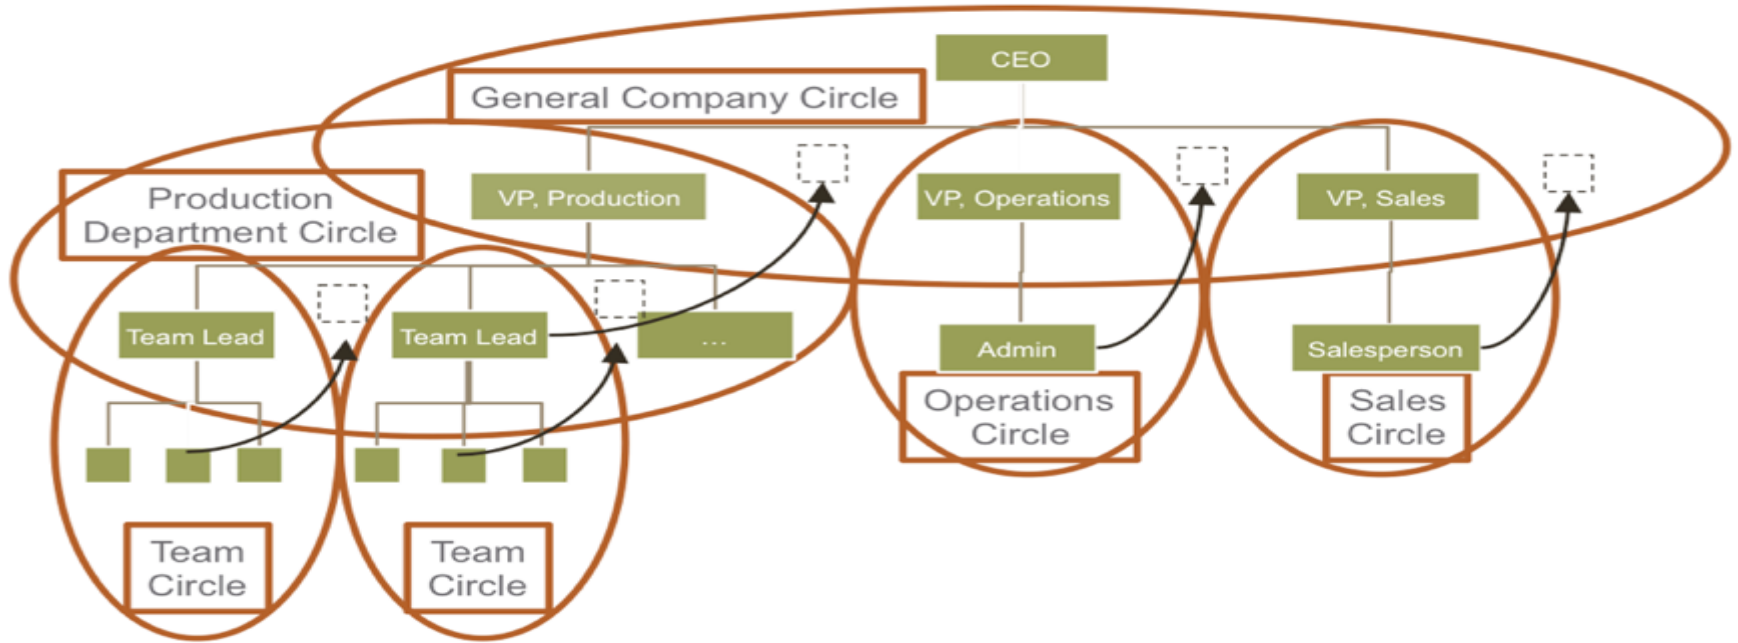 CEO
General Company Circle
Production
Department Circle
VP, Production
VP, Operations
VP, Sales
Team Lead
Team Lead
...
Admin
Salesperson
Operations
Circle
Sales
Circle
Team
Circle
Team
Circle